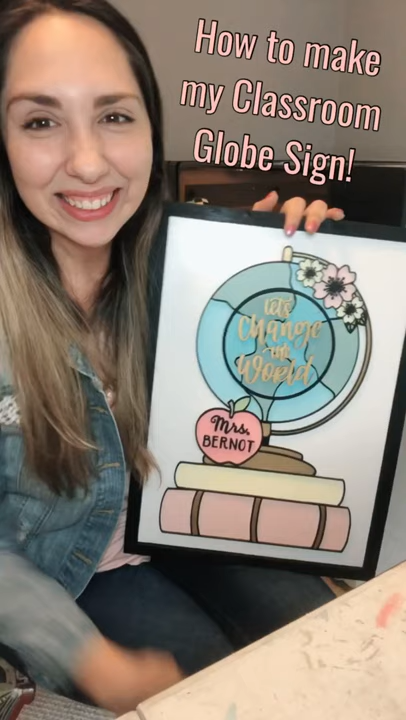 How to make
my Classroom
Globe Sign!
Let's
Change
the
World
Mrs.
BERNOT